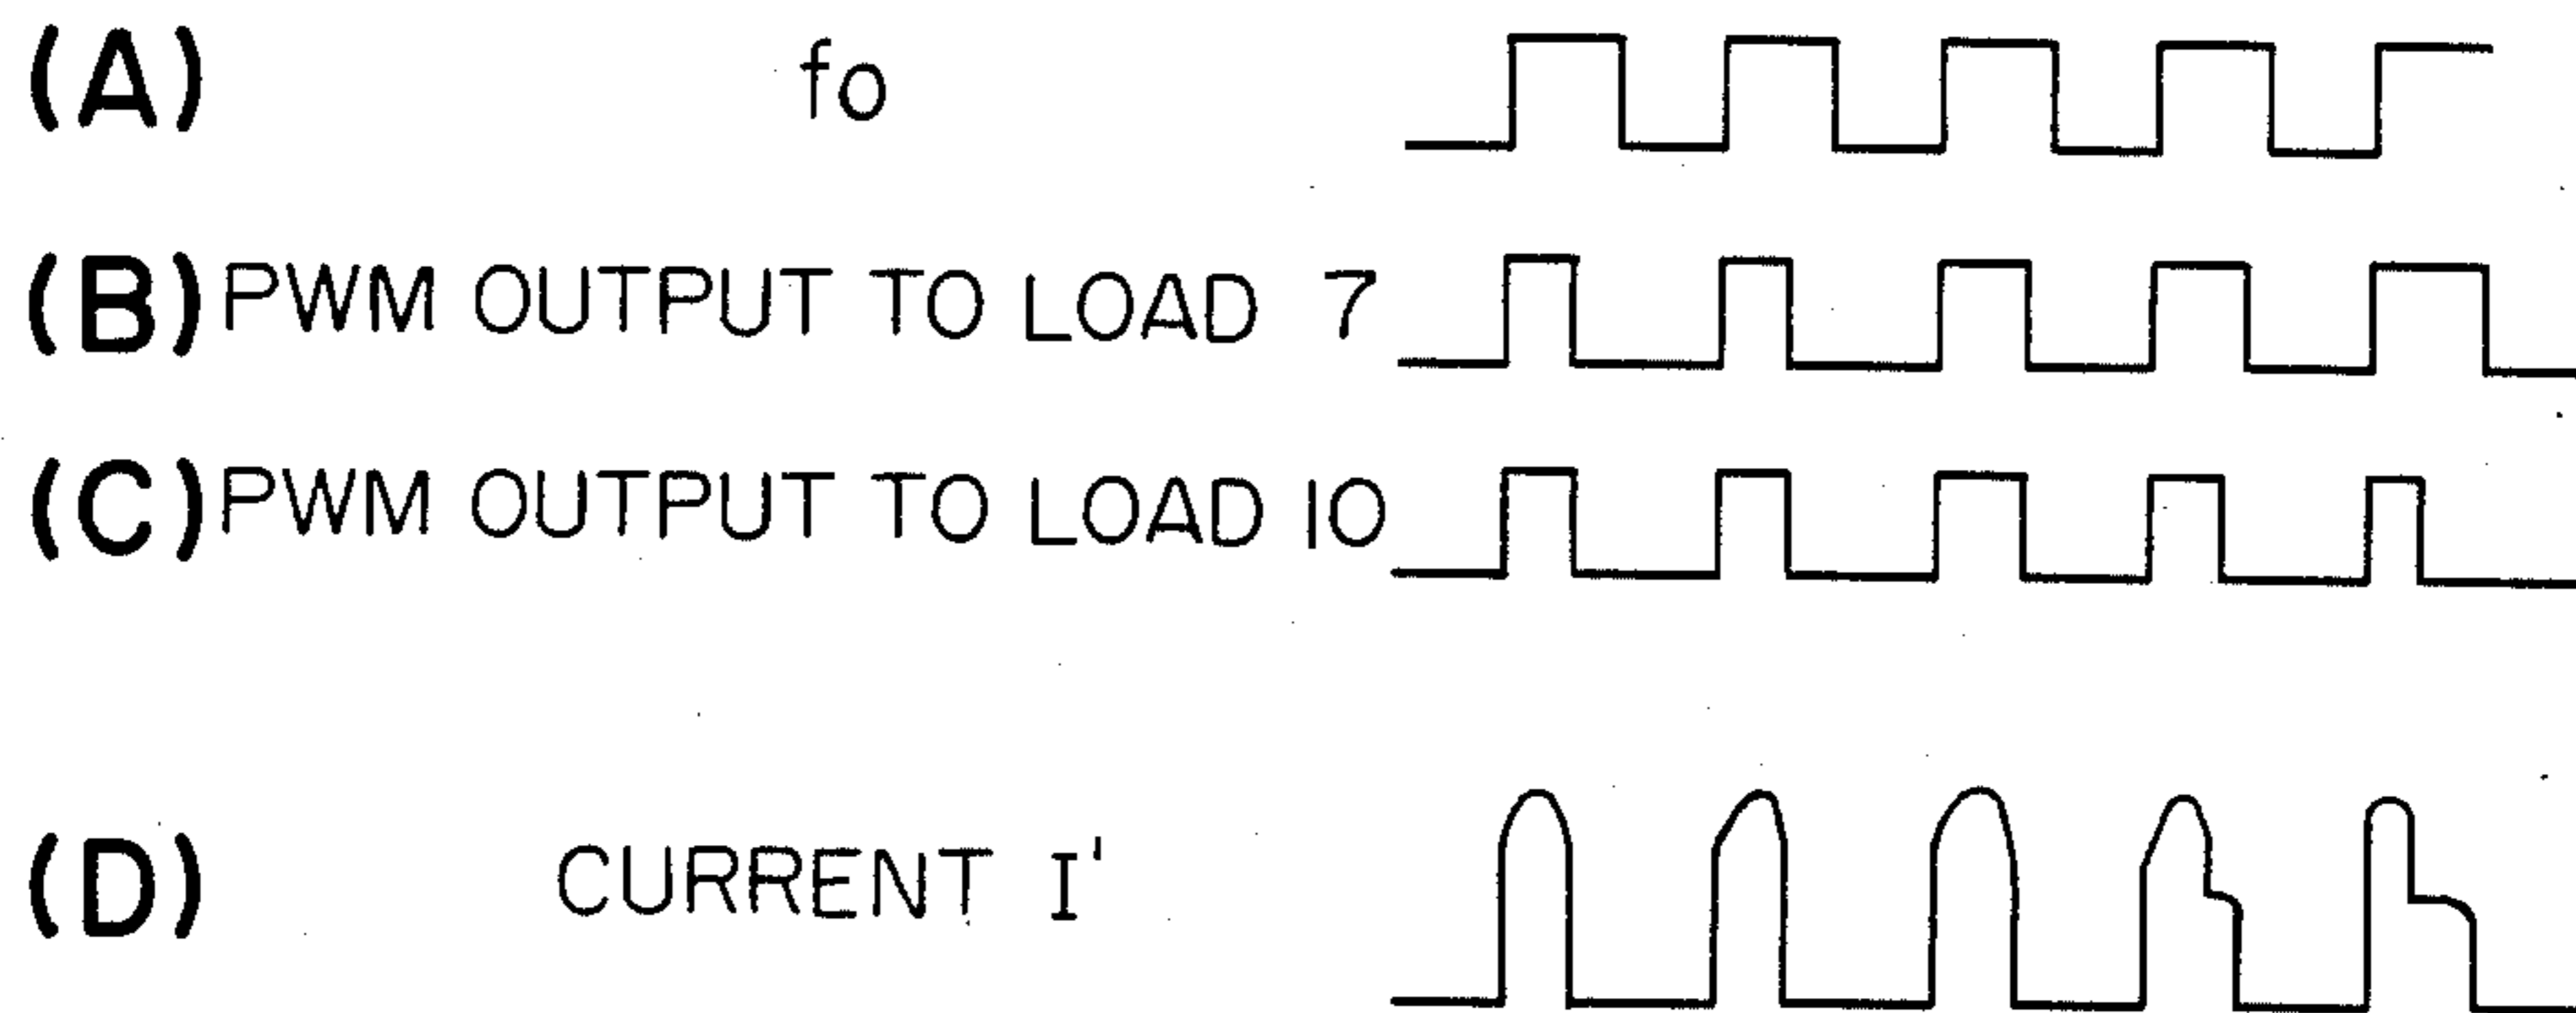 (A) fo
(B) PWM OUTPUT TO LOAD 7
(C) PWM OUTPUT TO LOAD 10
(D) CURRENT I'